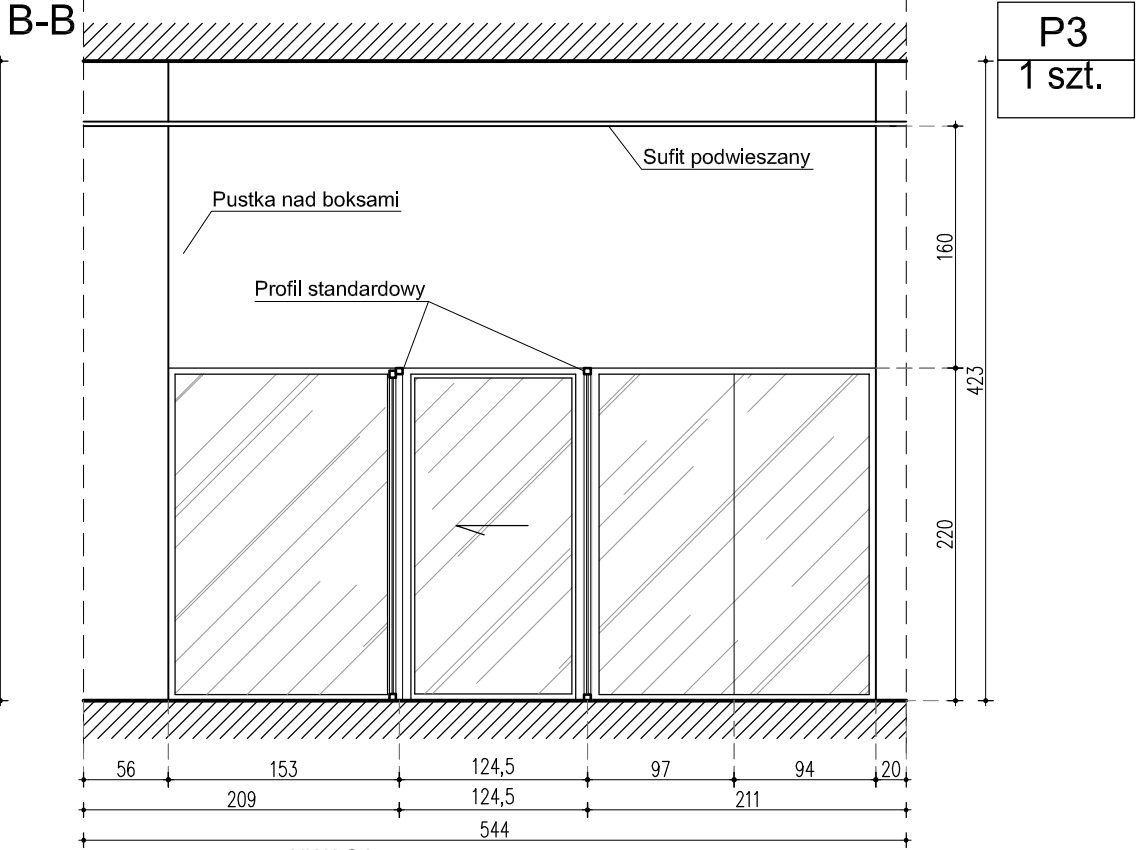 B-B
P3
1 szt.
Sufit podwieszany
Pustka nad boksami
Profil standardowy
160
423
220
56
153
124,5
97
94
20
209
124,5
211
544